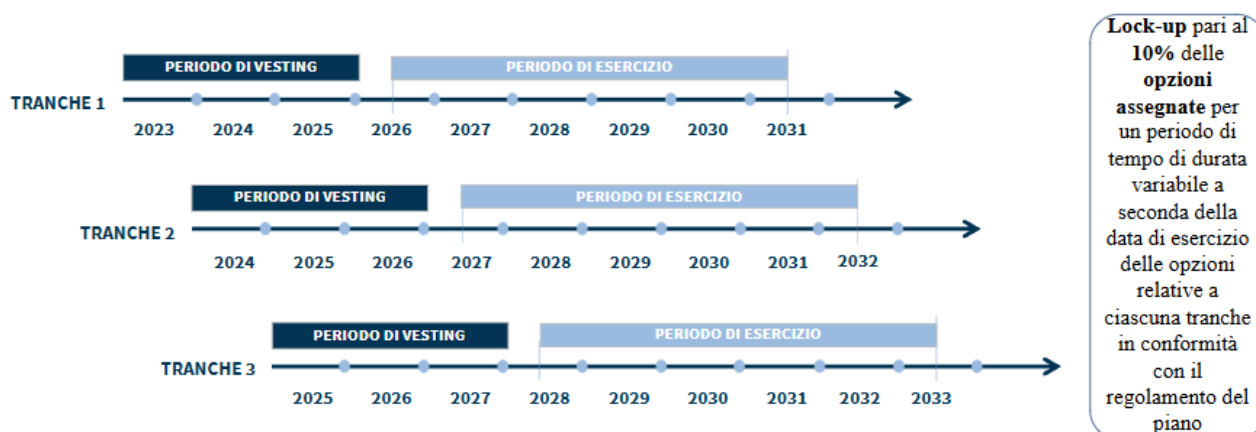 PERIODO DI VESTING PERIODO DI ESERCIZIO
TRANCHE 1
2023 2024 2025 2026 2027 2028 2029 2030 2031
PERIODO DI VESTING PERIODO DI ESERCIZIO
TRANCHE 2
2024 2025 2026 2027 2028 2029 2030 2031 2032
PERIODO DI VESTING PERIODO DI ESERCIZIO
TRANCHE 3
2025 2026 2027 2028 2029 2030 2031 2032 2033
Lock-up pari al
10% delle
opzioni
assegnate per
un periodo di
tempo di durata
variabile a
seconda della
data di esercizio
delle opzioni
relative a
ciascuna tranche
in conformità
con il
regolamento del
piano